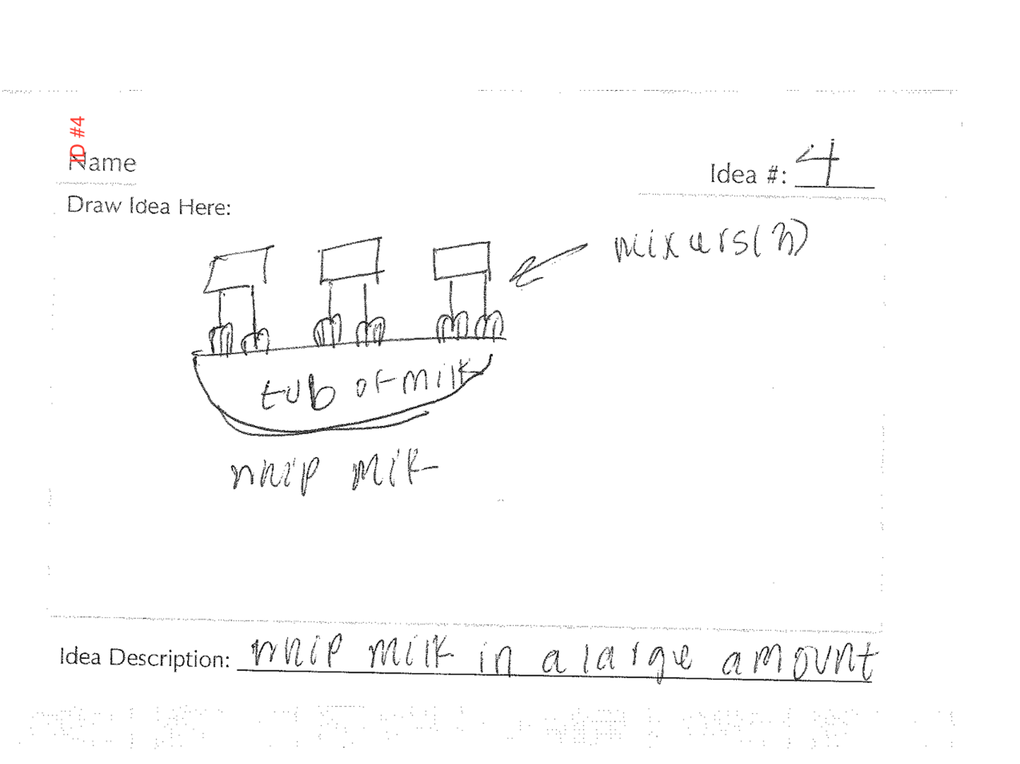 ID #4
Name
Idea #: 4
Draw Idea Here:
mixers(3)
tub of milk
whip milk
Idea Description: whip milk in a large amount